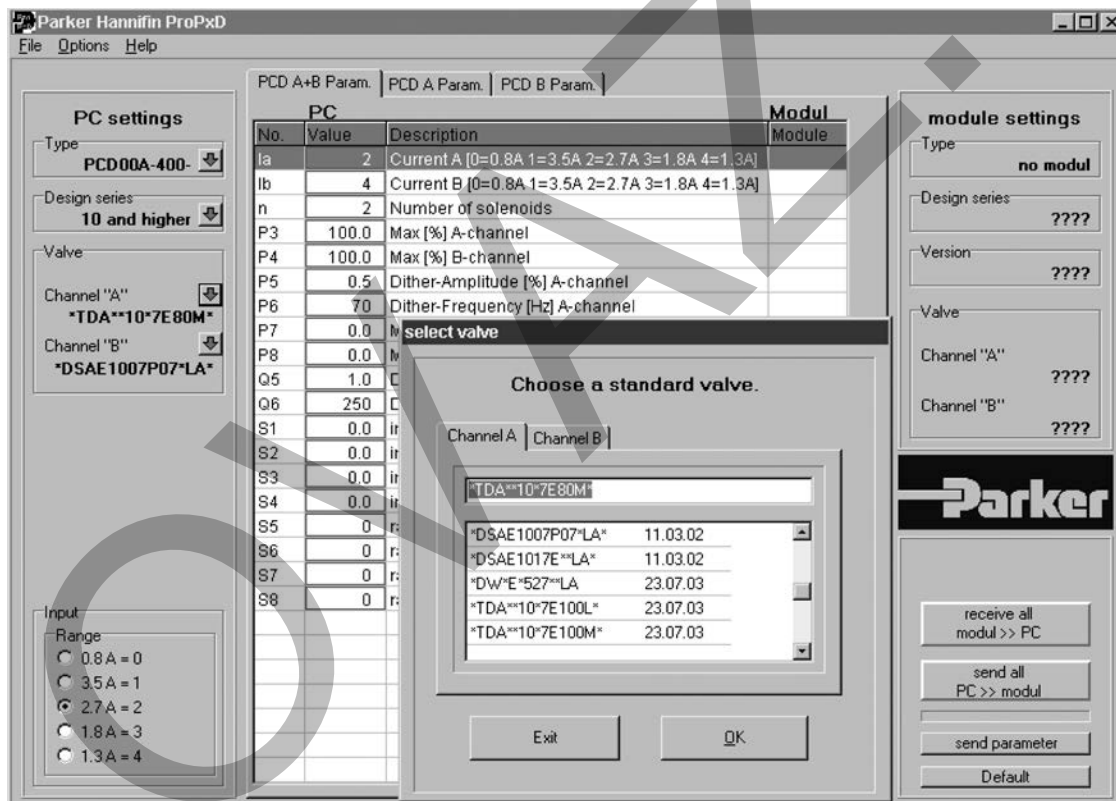 Parker Hannifin ProPxD
File Options Help
PC settings
Type
PCD00A-400-
Design series
10 and higher
Valve
Channel "A"
*TDA**10*7E80M*
Channel "B"
*DSAE1007P07*LA*
Input
Range
0.8 A = 0
3.5 A = 1
2.7 A = 2
1.8 A = 3
1.3 A = 4
PCD A+B Param. PCD A Param. PCD B Param.
PC Modul
No. Value Description Module
Ia 2 Current A [0=0.8A 1=3.5A 2=2.7A 3=1.8A 4=1.3A]
Ib 4 Current B [0=0.8A 1=3.5A 2=2.7A 3=1.8A 4=1.3A]
n 2 Number of solenoids
P3 100.0 Max [%] A-channel
P4 100.0 Max [%] B-channel
P5 0.5 Dither-Amplitude [%] A-channel
P6 70 Dither-Frequency [Hz] A-channel
P7 0.0
P8 0.0
Q5 1.0
Q6 250
S1 0.0
S2 0.0
S3 0.0
S4 0.0
S5 0
S6 0
S7 0
S8 0
select valve
Choose a standard valve.
Channel A Channel B
*TDA**10*7E80M*
*DSAE1007P07*LA* 11.03.02
*DSAE1017E**LA* 11.03.02
*DW*E*527**LA 23.07.03
*TDA**10*7E100L* 23.07.03
*TDA**10*7E100M* 23.07.03
Exit OK
module settings
Type
no modul
Design series
????
Version
????
Valve
Channel "A"
????
Channel "B"
????
Parker
receive all
modul >> PC
send all
PC >> modul
send parameter
Default